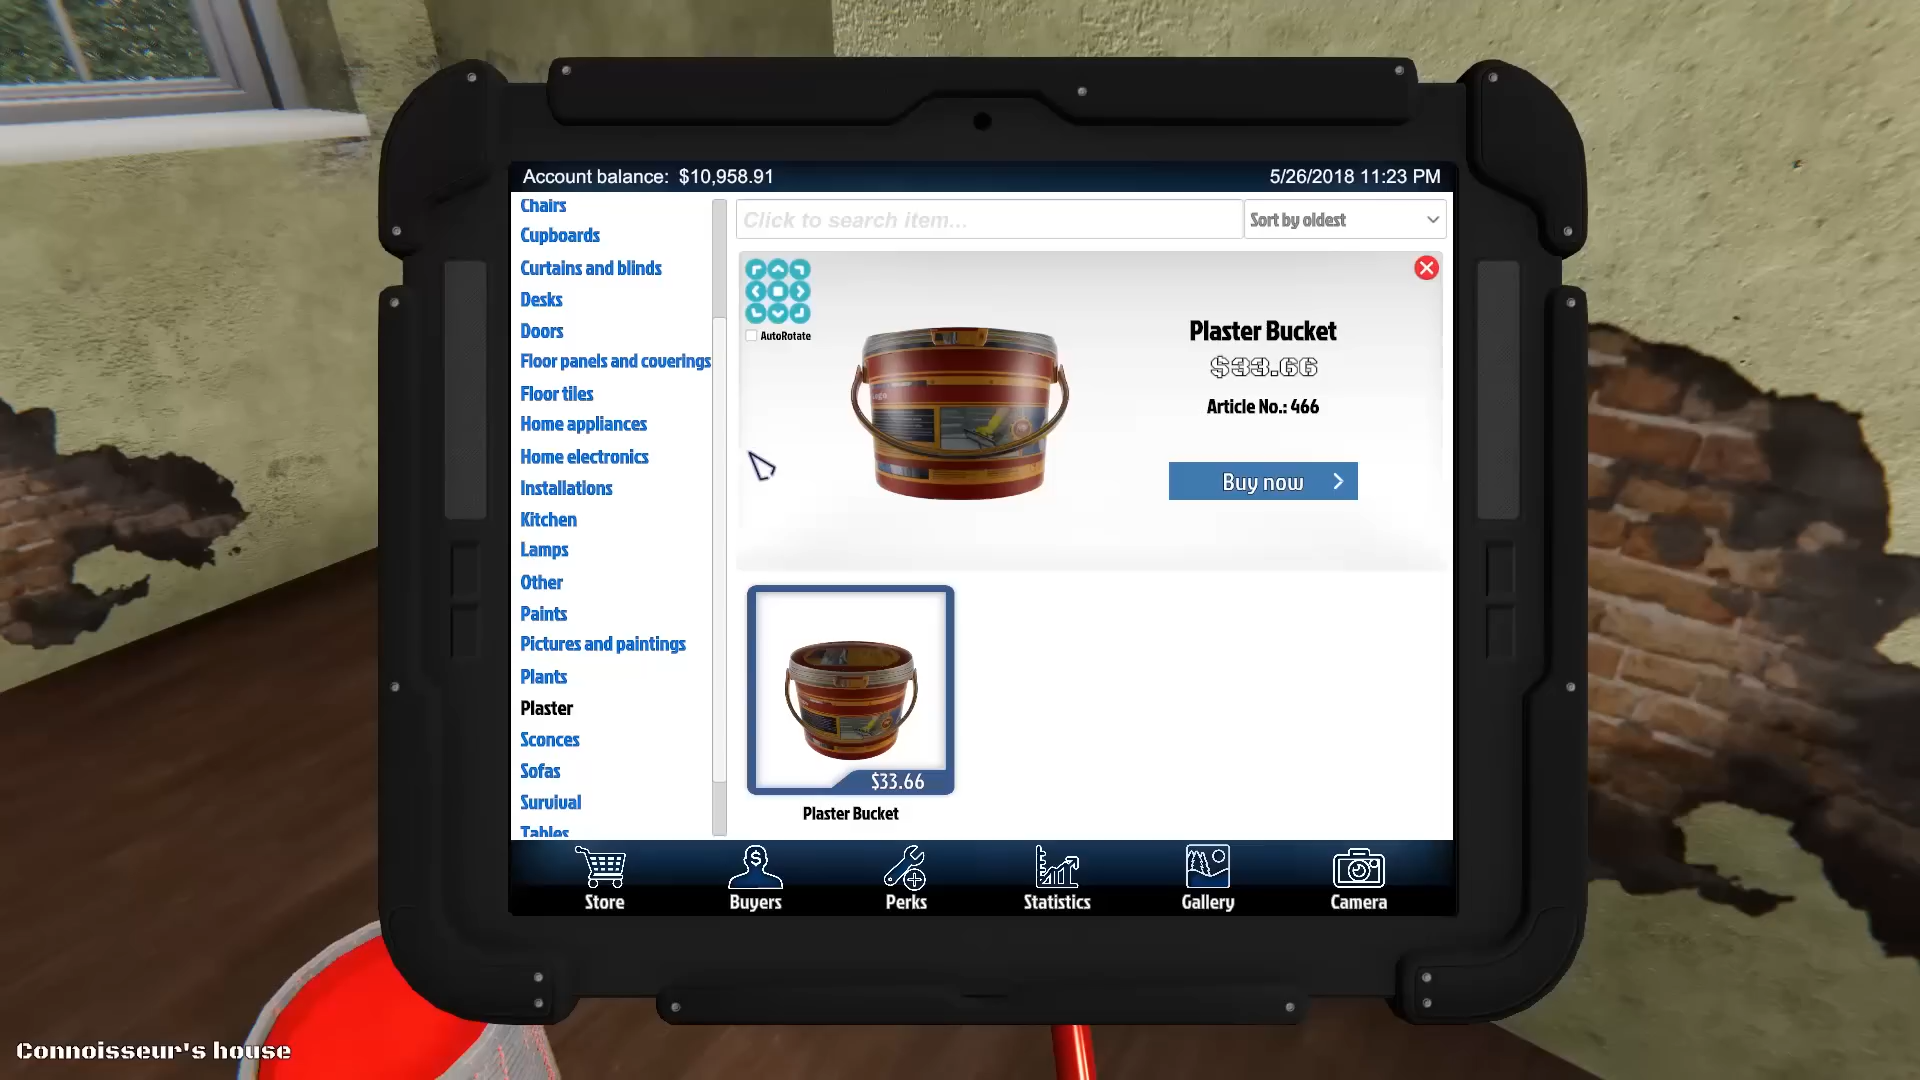 Account balance: $10,958.91
5/26/2018 11:23 PM
Chairs
Cupboards
Curtains and blinds
Desks
Doors
Floor panels and coverings
Floor tiles
Home appliances
Home electronics
Installations
Kitchen
Lamps
Other
Paints
Pictures and paintings
Plants
Plaster
Sconces
Sofas
Survival
Tables
Click to search item...
Sort by oldest
AutoRotate
Logo
Plaster Bucket
$33.66
Article No.: 466
Buy now
$33.66
Plaster Bucket
Store
Buyers
Perks
Statistics
Gallery
Camera
Connoisseur's house